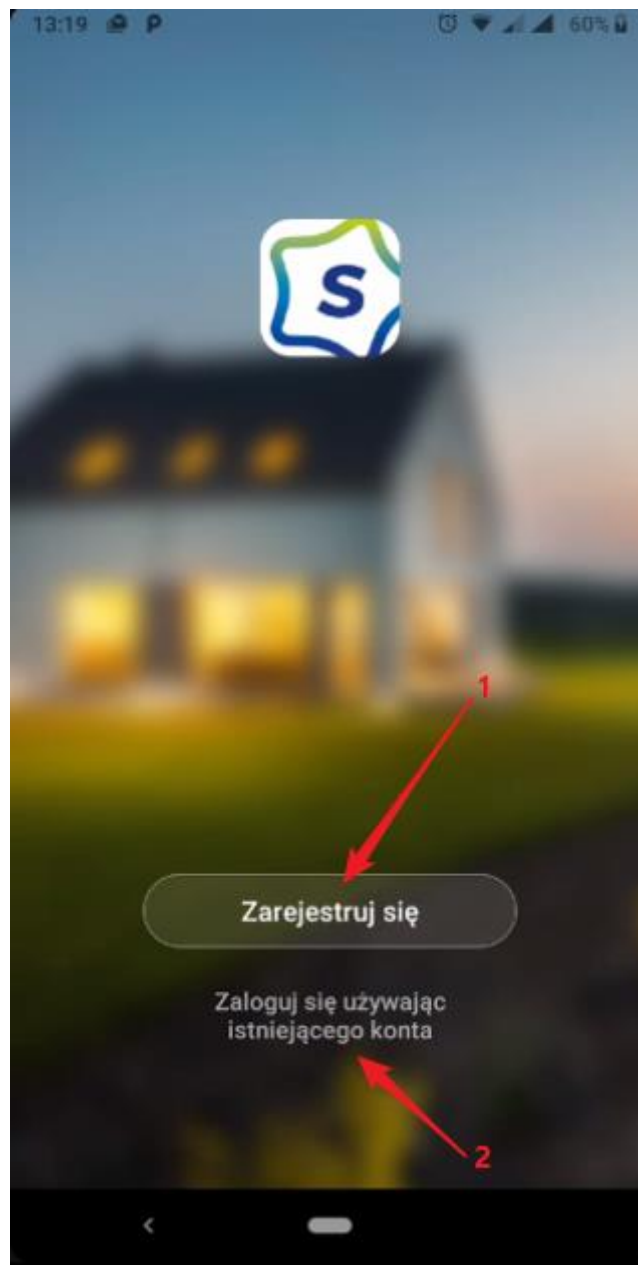 13:19 P 60%
S
1
Zarejestruj się
Zaloguj się używając
istniejącego konta
2